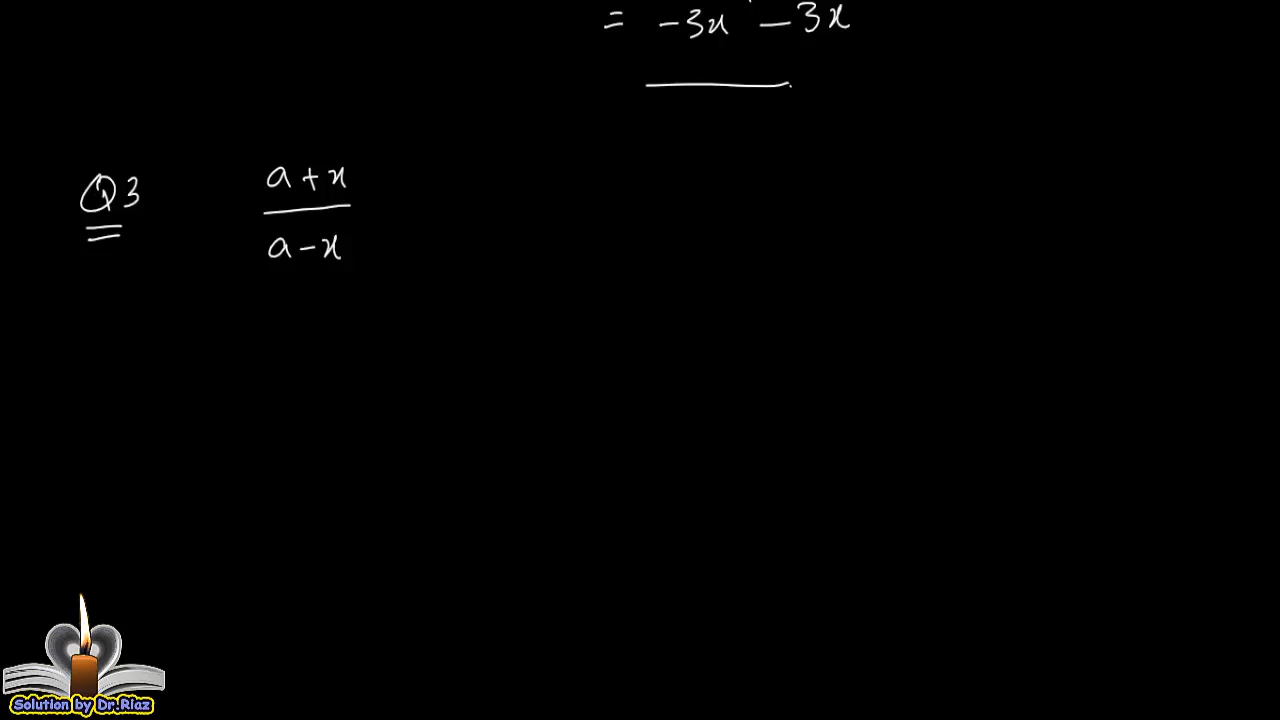 = -3x - 3x
Q3 a+x
a-x
Solution by Dr.Riaz